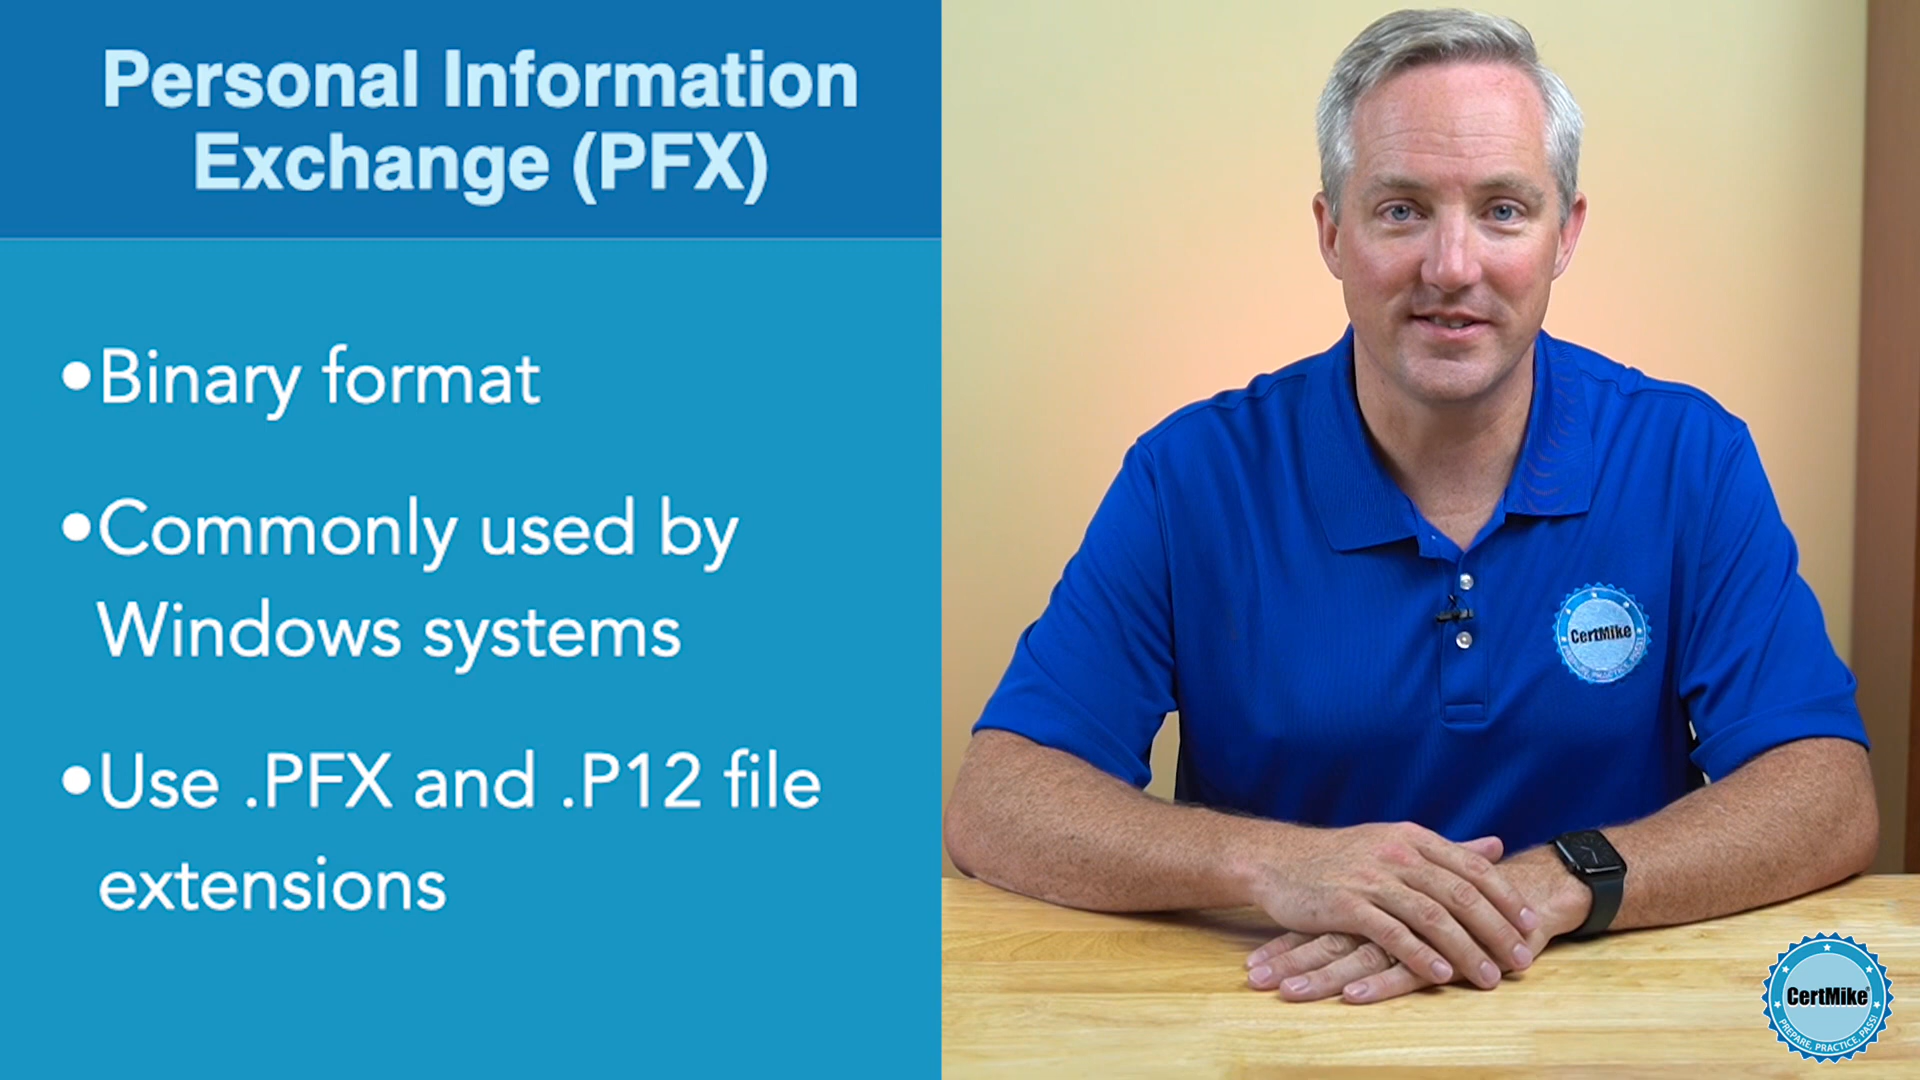 Personal Information
Exchange (PFX)
•Binary format
•Commonly used by
Windows systems
•Use .PFX and .P12 file
extensions
CertMike
CertMike
PREPARE, PRACTICE, PASS!